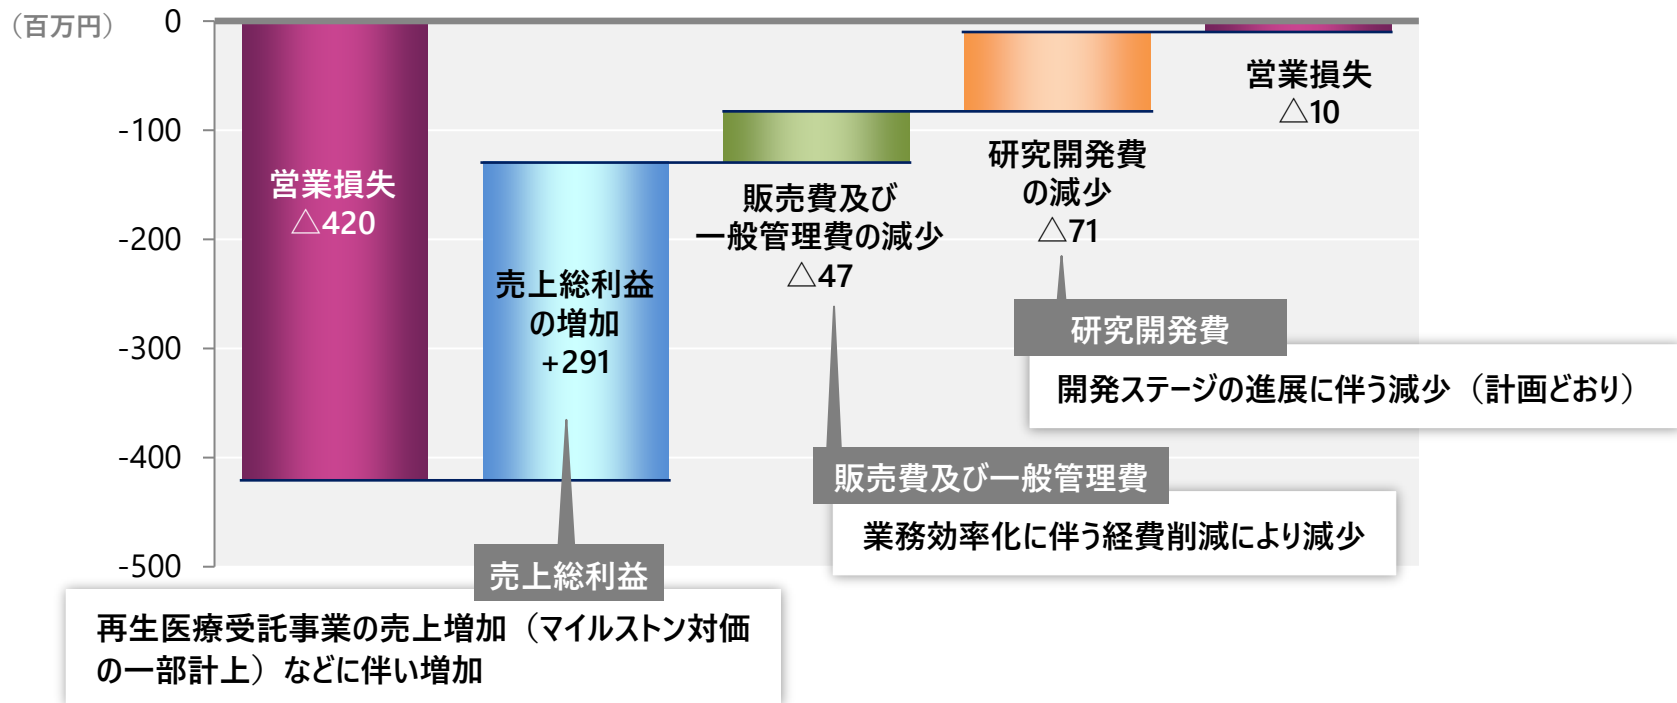 （百万円）
0
-100
-200
-300
-400
-500
営業損失
△420
売上総利益
の増加
+291
販売費及び
一般管理費の減少
△47
研究開発費
の減少
△71
営業損失
△10
研究開発費
開発ステージの進展に伴う減少（計画どおり）
販売費及び一般管理費
業務効率化に伴う経費削減により減少
売上総利益
再生医療受託事業の売上増加（マイルストン対価
の一部計上）などに伴い増加